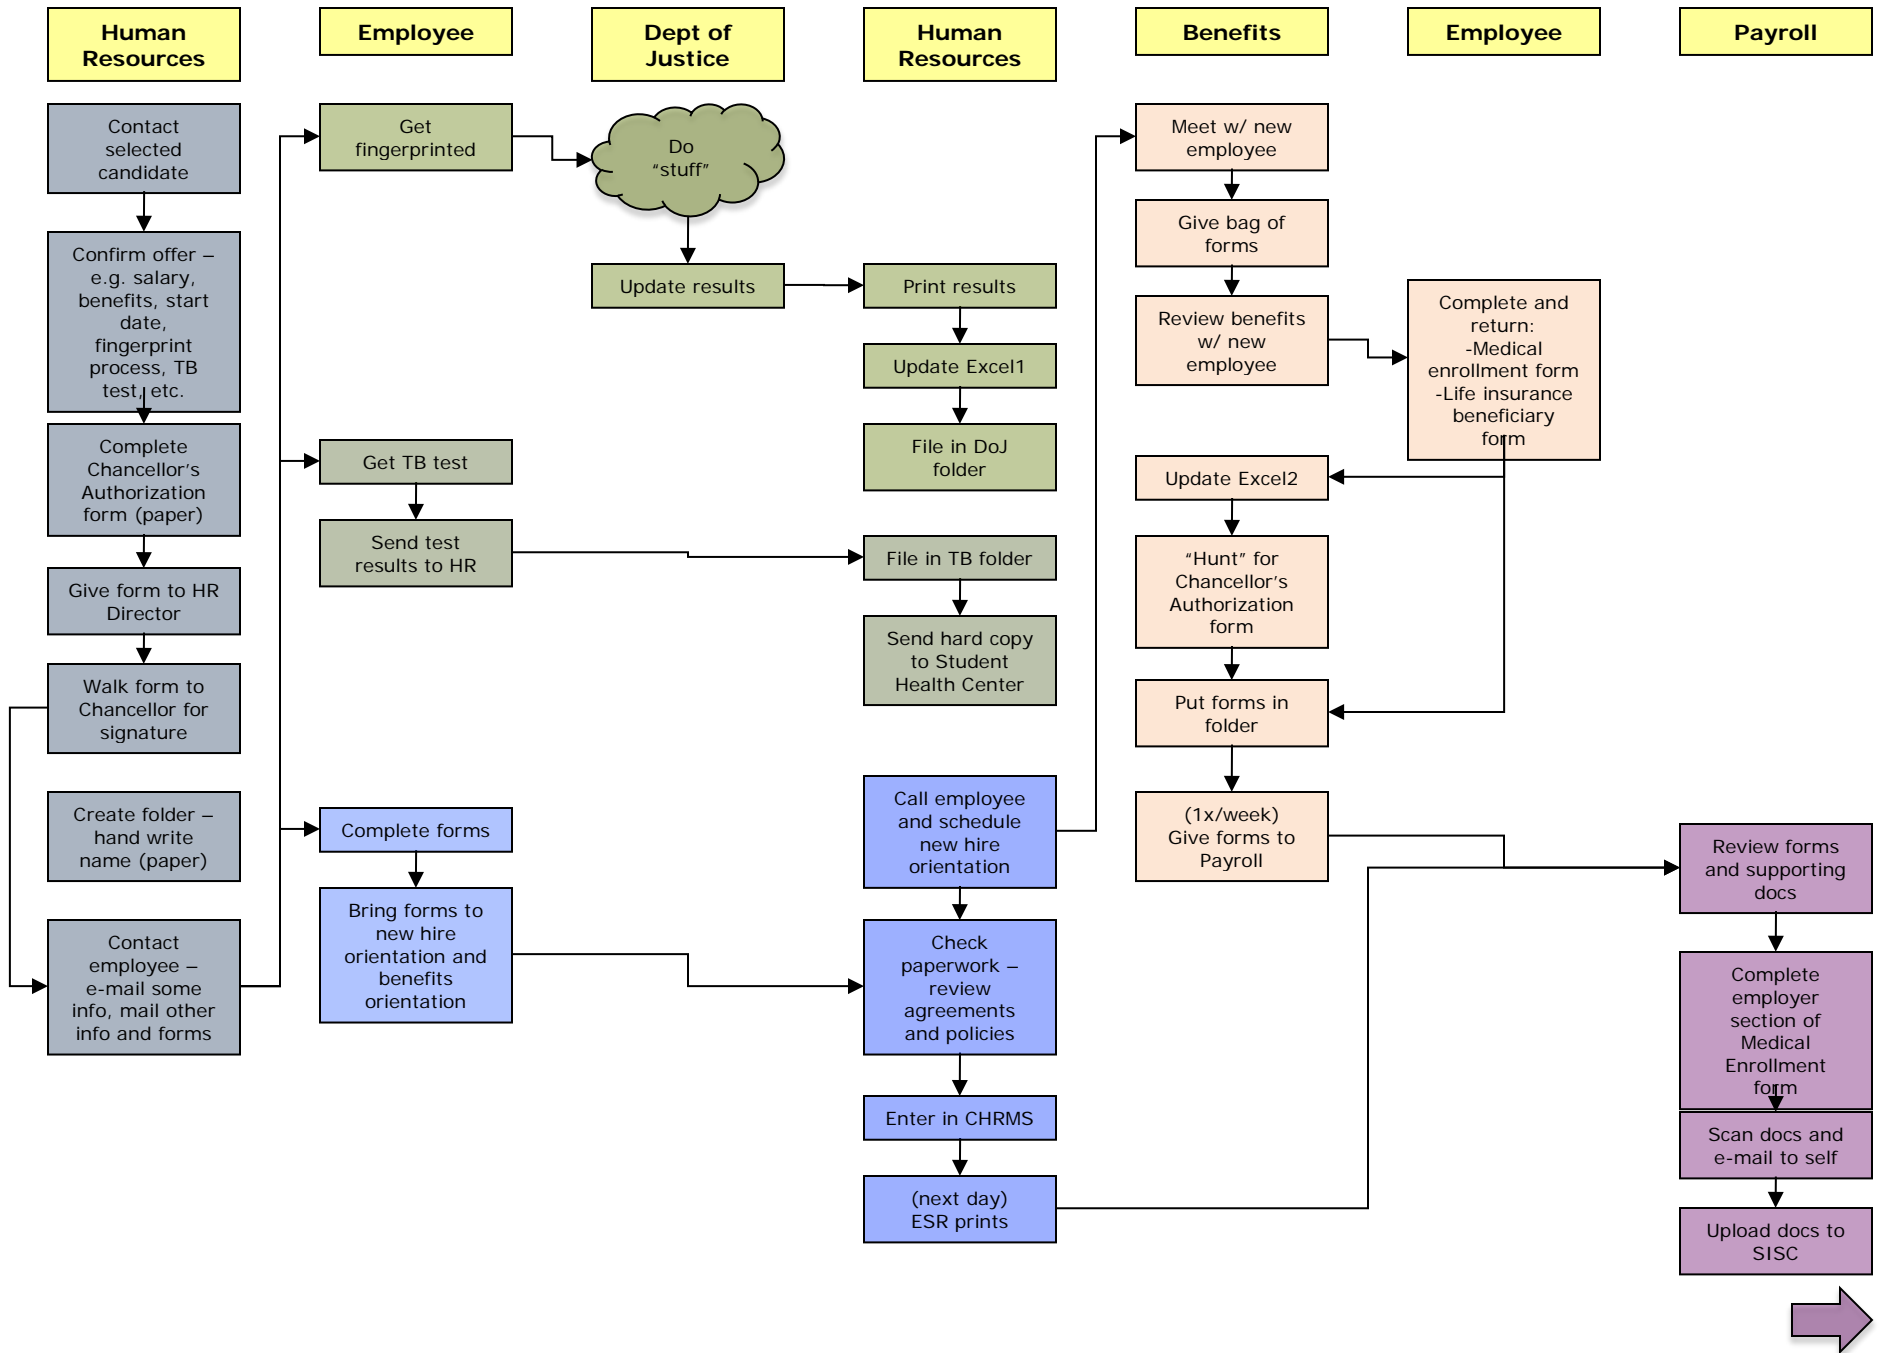 Human
Resources
Employee
Dept of
Justice
Human
Resources
Benefits
Employee
Payroll
Contact
selected
candidate
Confirm offer –
e.g. salary,
benefits, start
date,
fingerprint
process, TB
test, etc.
Complete
Chancellor’s
Authorization
form (paper)
Give form to HR
Director
Walk form to
Chancellor for
signature
Create folder –
hand write
name (paper)
Contact
employee –
e-mail some
info, mail other
info and forms
Get
fingerprinted
Get TB test
Send test
results to HR
Complete forms
Bring forms to
new hire
orientation and
benefits
orientation
Do
“stuff”
Update results
Print results
Update Excel1
File in DoJ
folder
File in TB folder
Send hard copy
to Student
Health Center
Call employee
and schedule
new hire
orientation
Check
paperwork –
review
agreements
and policies
Enter in CHRMS
(next day)
ESR prints
Meet w/ new
employee
Give bag of
forms
Review benefits
w/ new
employee
Update Excel2
“Hunt” for
Chancellor’s
Authorization
form
Put forms in
folder
(1x/week)
Give forms to
Payroll
Complete and
return:
-Medical
enrollment form
-Life insurance
beneficiary
form
Review forms
and supporting
docs
Complete
employer
section of
Medical
Enrollment
form
Scan docs and
e-mail to self
Upload docs to
SISC